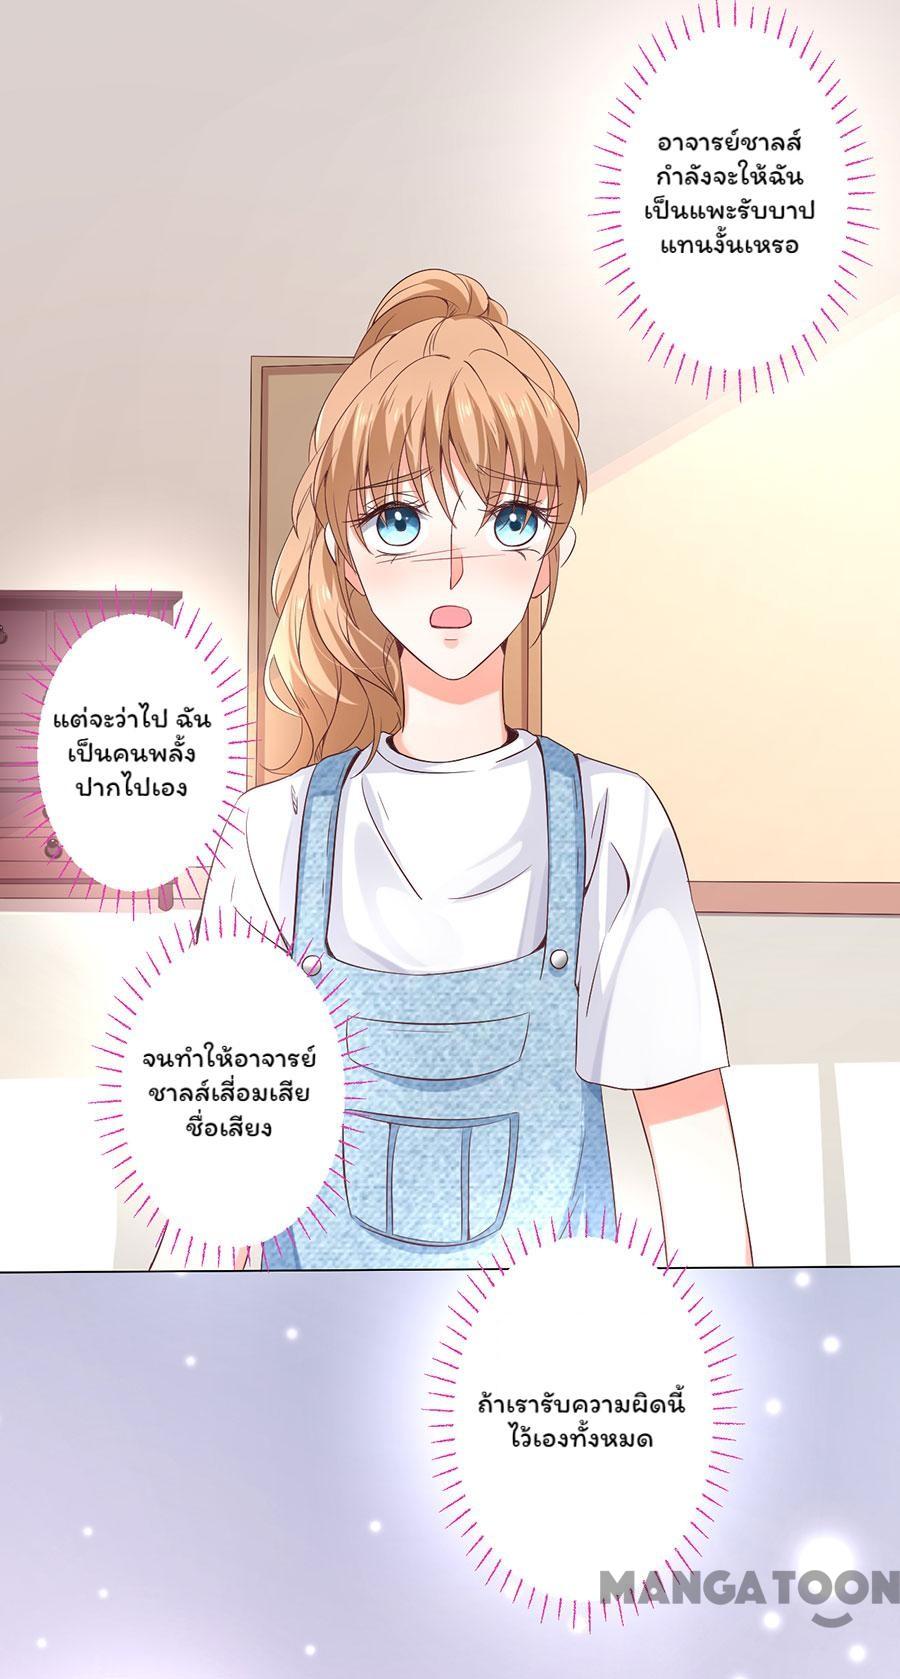 อาจารย์ชาลส์
กำลังจะให้ฉัน
เป็นแพะรับบาป
แทนงั้นเหรอ
แต่จะว่าไป ฉัน
เป็นคนพลั้ง
ปากไปเอง
จนทำให้อาจารย์
ชาลส์เสื่อมเสีย
ชื่อเสียง
ถ้าเรารับความผิดนี้
ไว้เองทั้งหมด
MANGATOON